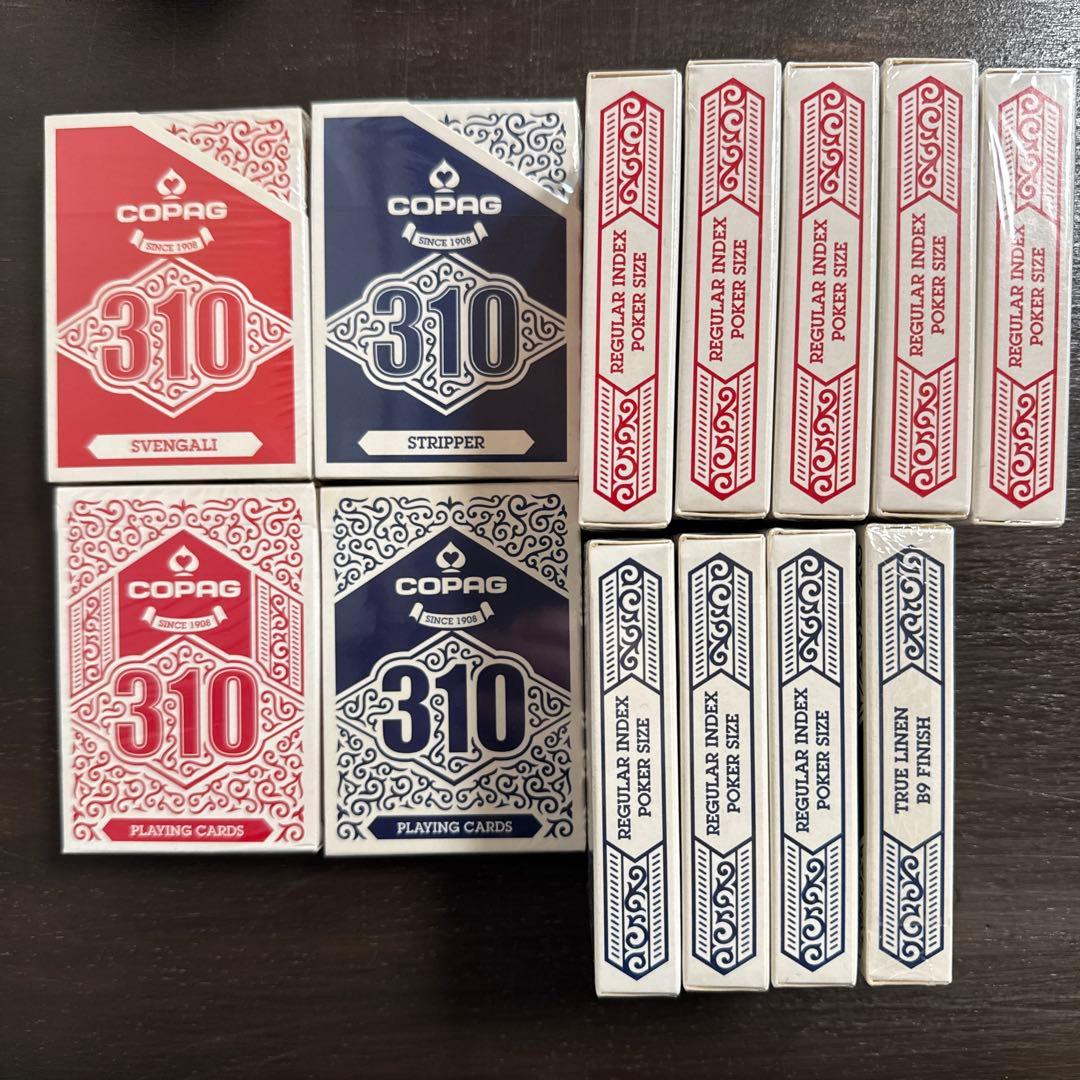 COPAG
SINCE 1908
310
SVENGALI
COPAG
SINCE 1908
310
STRIPPER
COPAG
SINCE 1908
310
PLAYING CARDS
COPAG
SINCE 1908
310
PLAYING CARDS
REGULAR INDEX
POKER SIZE
REGULAR INDEX
POKER SIZE
REGULAR INDEX
POKER SIZE
REGULAR INDEX
POKER SIZE
REGULAR INDEX
POKER SIZE
REGULAR INDEX
POKER SIZE
REGULAR INDEX
POKER SIZE
REGULAR INDEX
POKER SIZE
TRUE LINEN
B9 FINISH